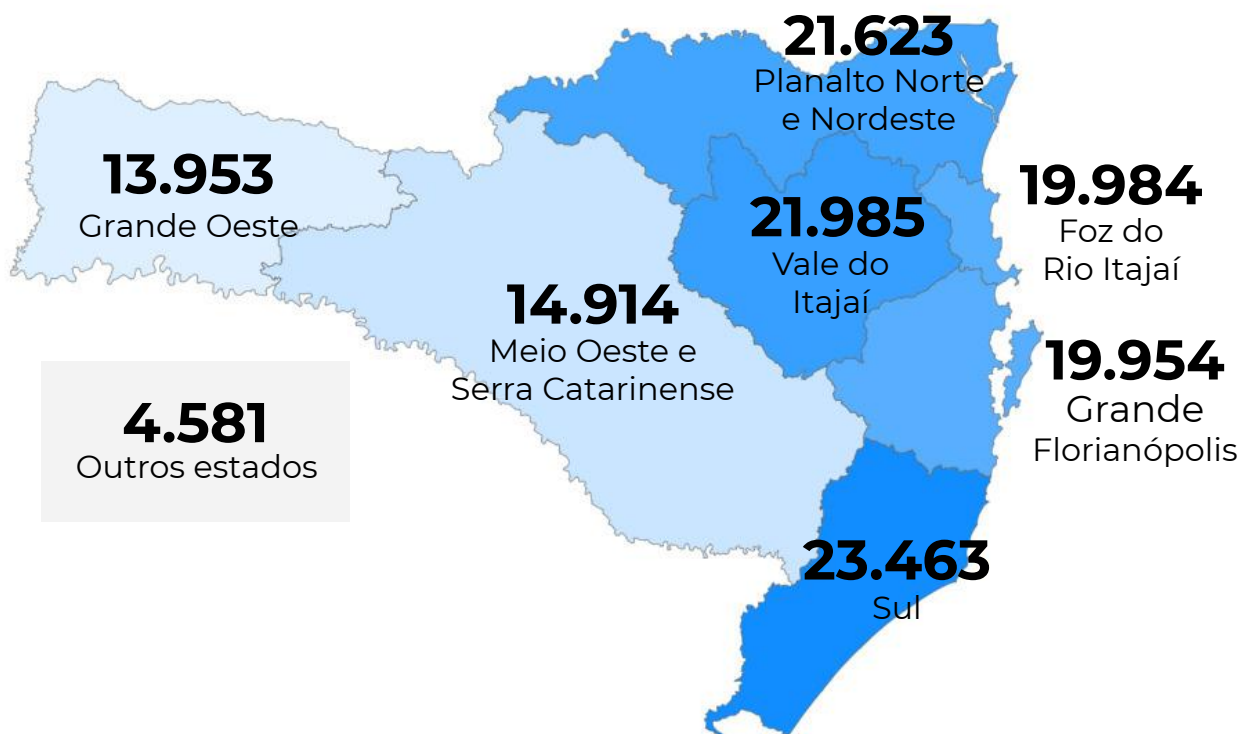 21.623
Planalto Norte
e Nordeste
13.953
Grande Oeste
19.984
Foz do
Rio Itajaí
21.985
Vale do
Itajaí
14.914
Meio Oeste e
Serra Catarinense
19.954
Grande
Florianópolis
4.581
Outros estados
23.463
Sul